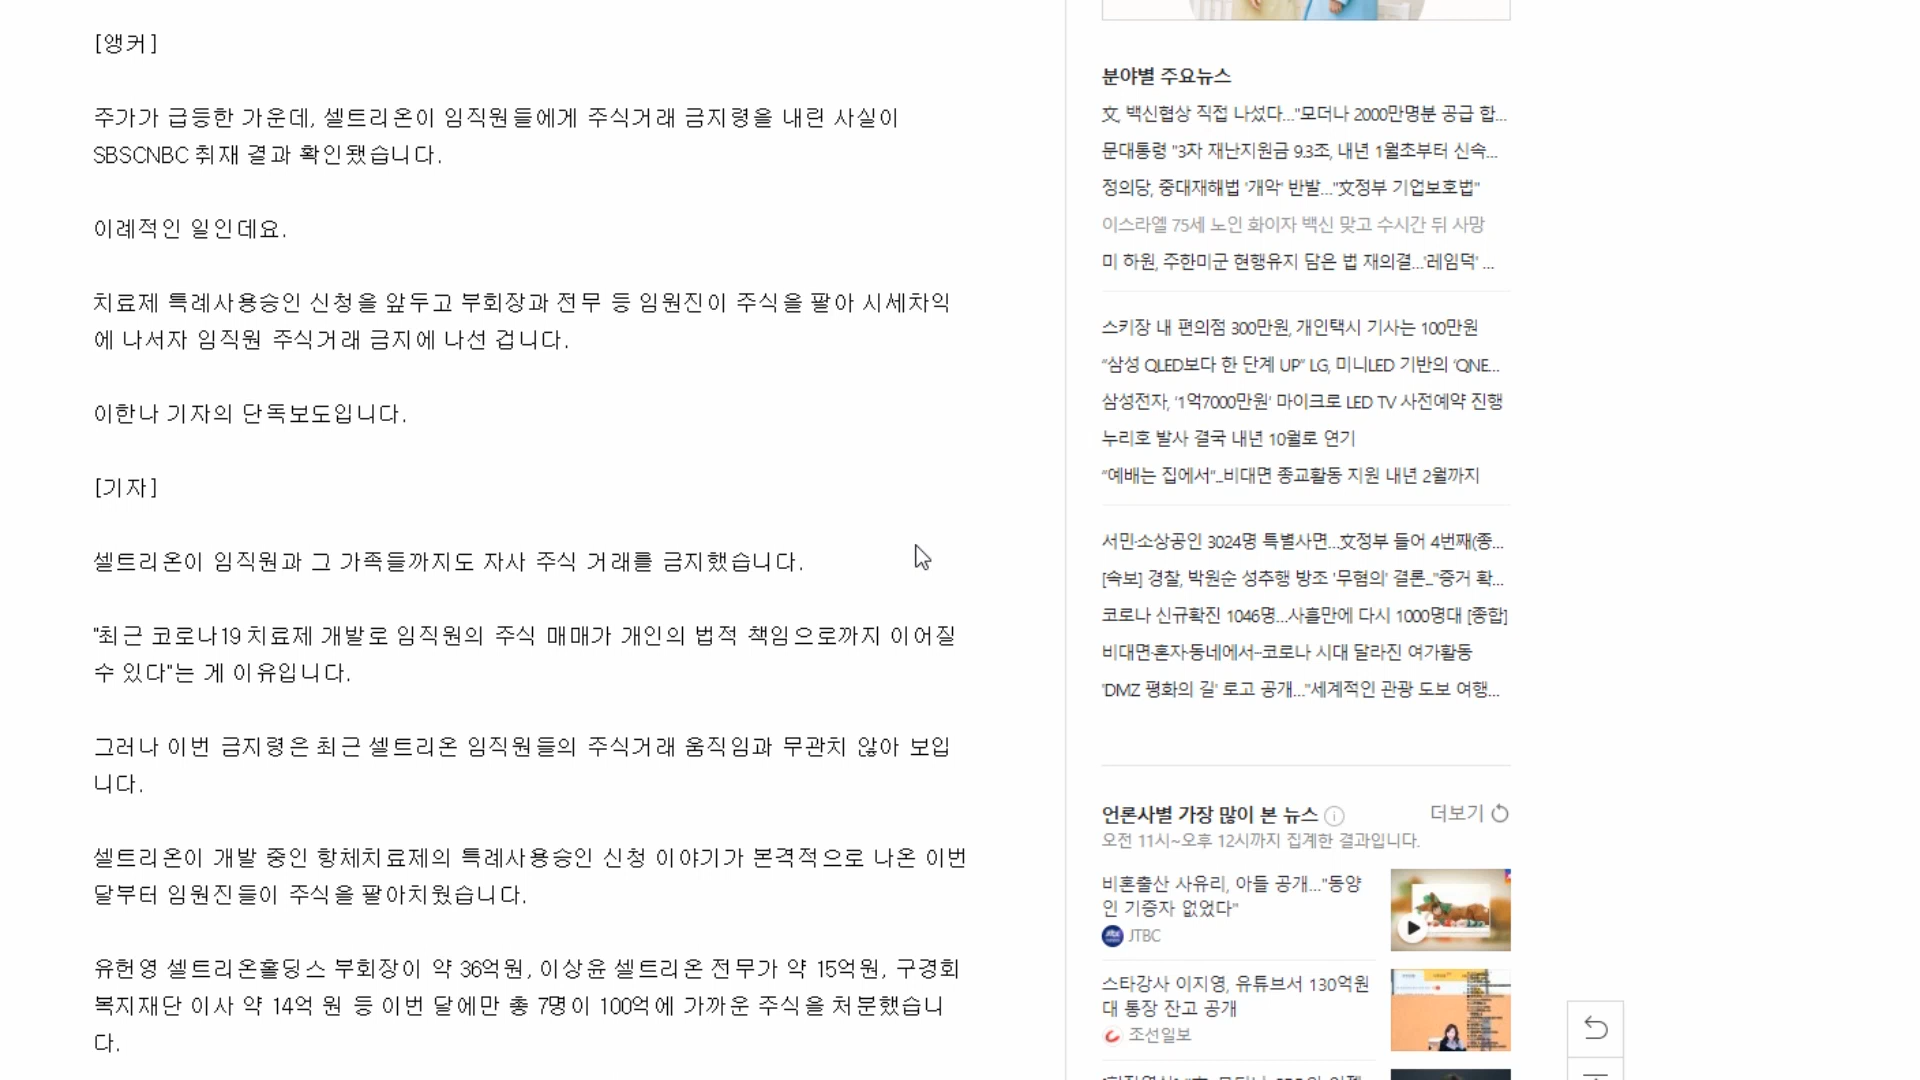 [앵커]
주가가 급등한 가운데, 셀트리온이 임직원들에게 주식거래 금지령을 내린 사실이
SBSCNBC 취재 결과 확인됐습니다.
이례적인 일인데요.
치료제 특례사용승인 신청을 앞두고 부회장과 전무 등 임원진이 주식을 팔아 시세차익
에 나서자 임직원 주식거래 금지에 나선 겁니다.
이한나 기자의 단독보도입니다.
[기자]
셀트리온이 임직원과 그 가족들까지도 자사 주식 거래를 금지했습니다.
"최근 코로나19 치료제 개발로 임직원의 주식 매매가 개인의 법적 책임으로까지 이어질
수 있다"는 게 이유입니다.
그러나 이번 금지령은 최근 셀트리온 임직원들의 주식거래 움직임과 무관치 않아 보입
니다.
셀트리온이 개발 중인 항체치료제의 특례사용승인 신청 이야기가 본격적으로 나온 이번
달부터 임원진들이 주식을 팔아치웠습니다.
유헌영 셀트리온홀딩스 부회장이 약 36억원, 이상윤 셀트리온 전무가 약 15억원, 구경회
복지재단 이사 약 14억 원 등 이번 달에만 총 7명이 100억에 가까운 주식을 처분했습니
다.
분야별 주요뉴스
文, 백신협상 직접 나섰다..."모더나 2000만명분 공급 합...
문대통령 "3차 재난지원금 9.3조, 내년 1월초부터 신속...
정의당, 중대재해법 '개악' 반발..."文정부 기업보호법"
이스라엘 75세 노인 화이자 백신 맞고 수시간 뒤 사망
미 하원, 주한미군 현행유지 담은 법 재의결...'레임덕' ...
스키장 내 편의점 300만원, 개인택시 기사는 100만원
“삼성 QLED보다 한 단계 UP” LG, 미니LED 기반의 ‘QNE...
삼성전자, '1억7000만원' 마이크로 LED TV 사전예약 진행
누리호 발사 결국 내년 10월로 연기
“예배는 집에서”…비대면 종교활동 지원 내년 2월까지
서민·소상공인 3024명 특별사면...文정부 들어 4번째(종...
[속보] 경찰, 박원순 성추행 방조 '무혐의' 결론…"증거 확...
코로나 신규확진 1046명...사흘만에 다시 1000명대 [종합]
비대면·혼자·동네에서…코로나 시대 달라진 여가활동
'DMZ 평화의 길' 로고 공개..."세계적인 관광 도보 여행...
언론사별 가장 많이 본 뉴스
더보기
오전 11시~오후 12시까지 집계한 결과입니다.
비혼출산 사유리, 아들 공개..."동양
인 기증자 없었다"
JTBC
스타강사 이지영, 유튜브서 130억원
대 통장 잔고 공개
조선일보